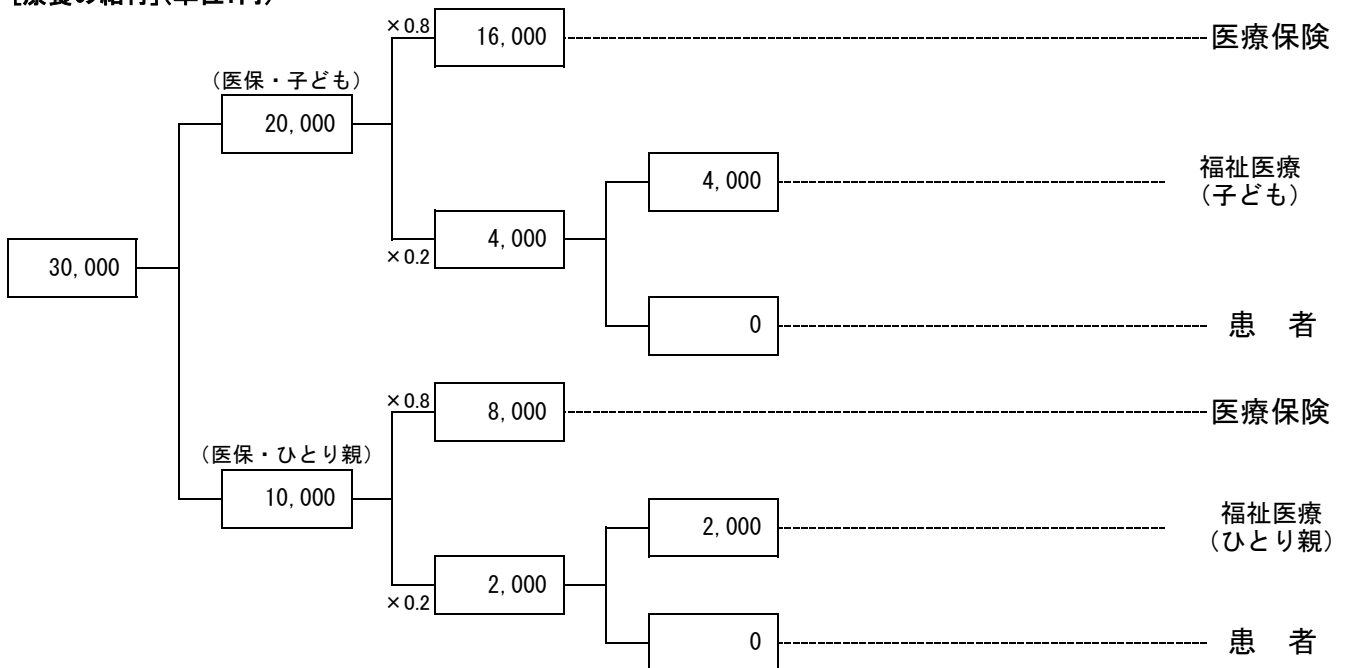 [療養の給付](単位:円)
×0.8
16,000
医療保険
(医保・子ども)
20,000
4,000
福祉医療
(子ども)
×0.2
4,000
30,000
0
患 者
×0.8
8,000
医療保険
(医保・ひとり親)
10,000
2,000
福祉医療
(ひとり親)
×0.2
2,000
0
患 者